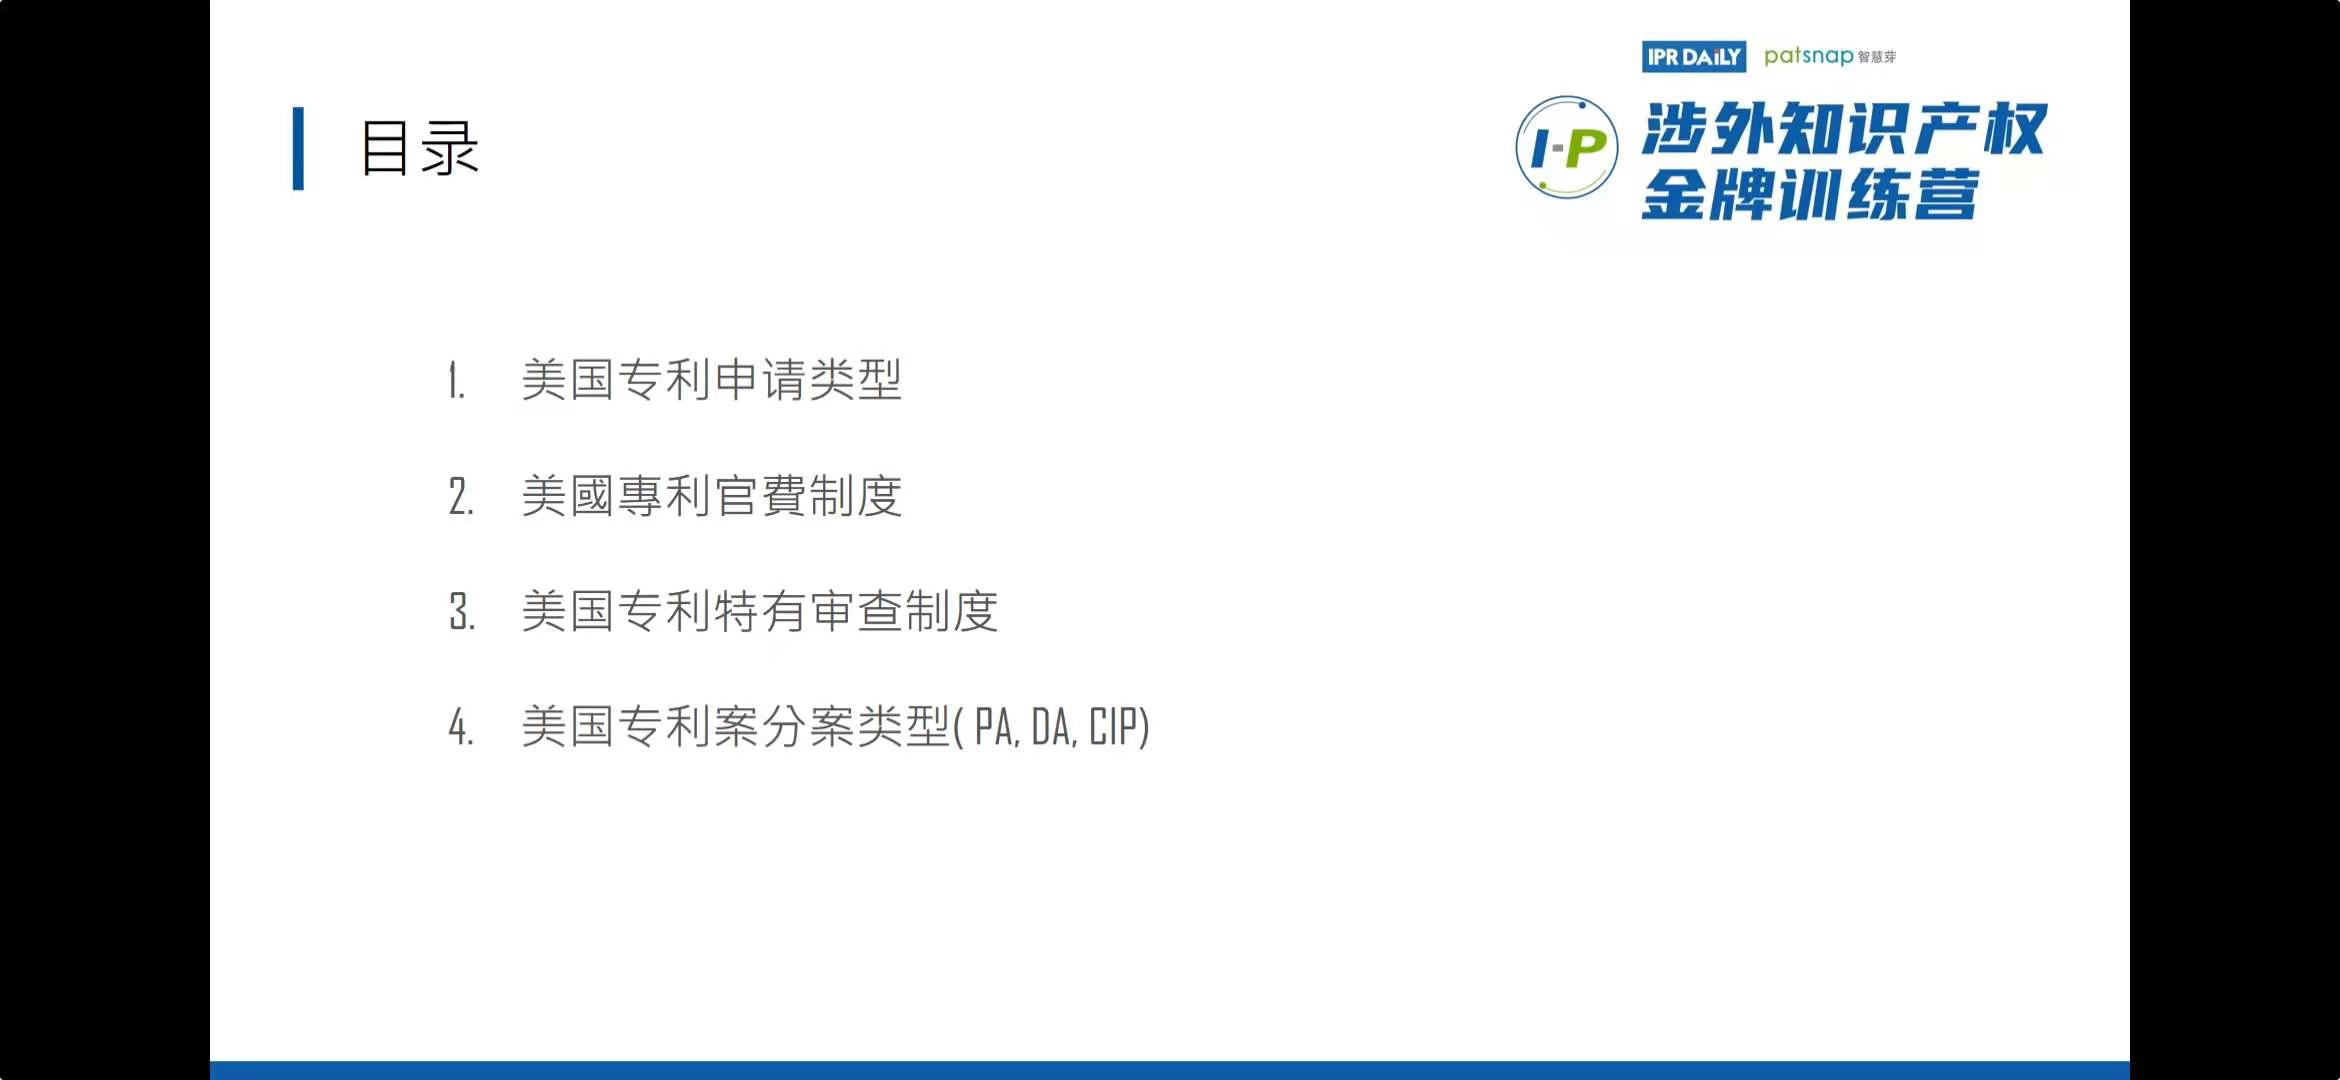 IPR DAiLY patsnap 智慧芽
I-P
涉外知识产权
金牌训练营
目录
1. 美国专利申请类型
2. 美國專利官費制度
3. 美国专利特有审查制度
4. 美国专利案分案类型( PA, DA, CIP)